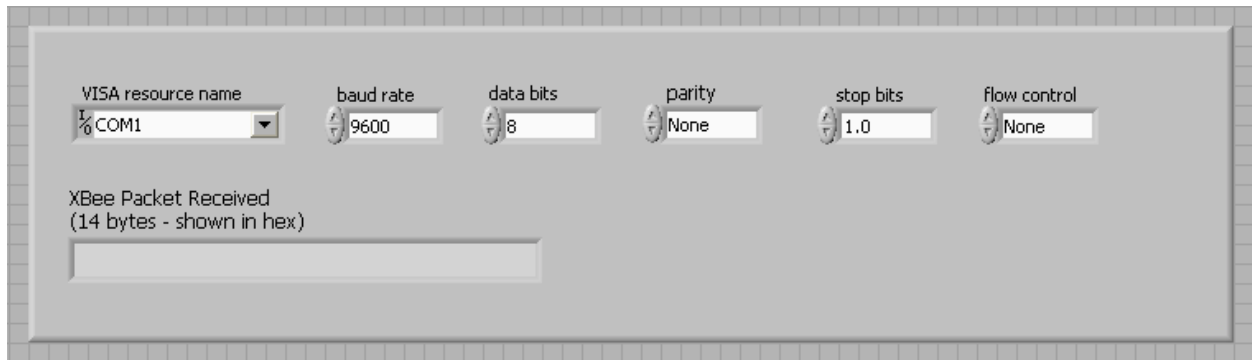 VISA resource name
baud rate
data bits
parity
stop bits
flow control
I/O COM1
9600
8
None
1.0
None
XBee Packet Received
(14 bytes - shown in hex)